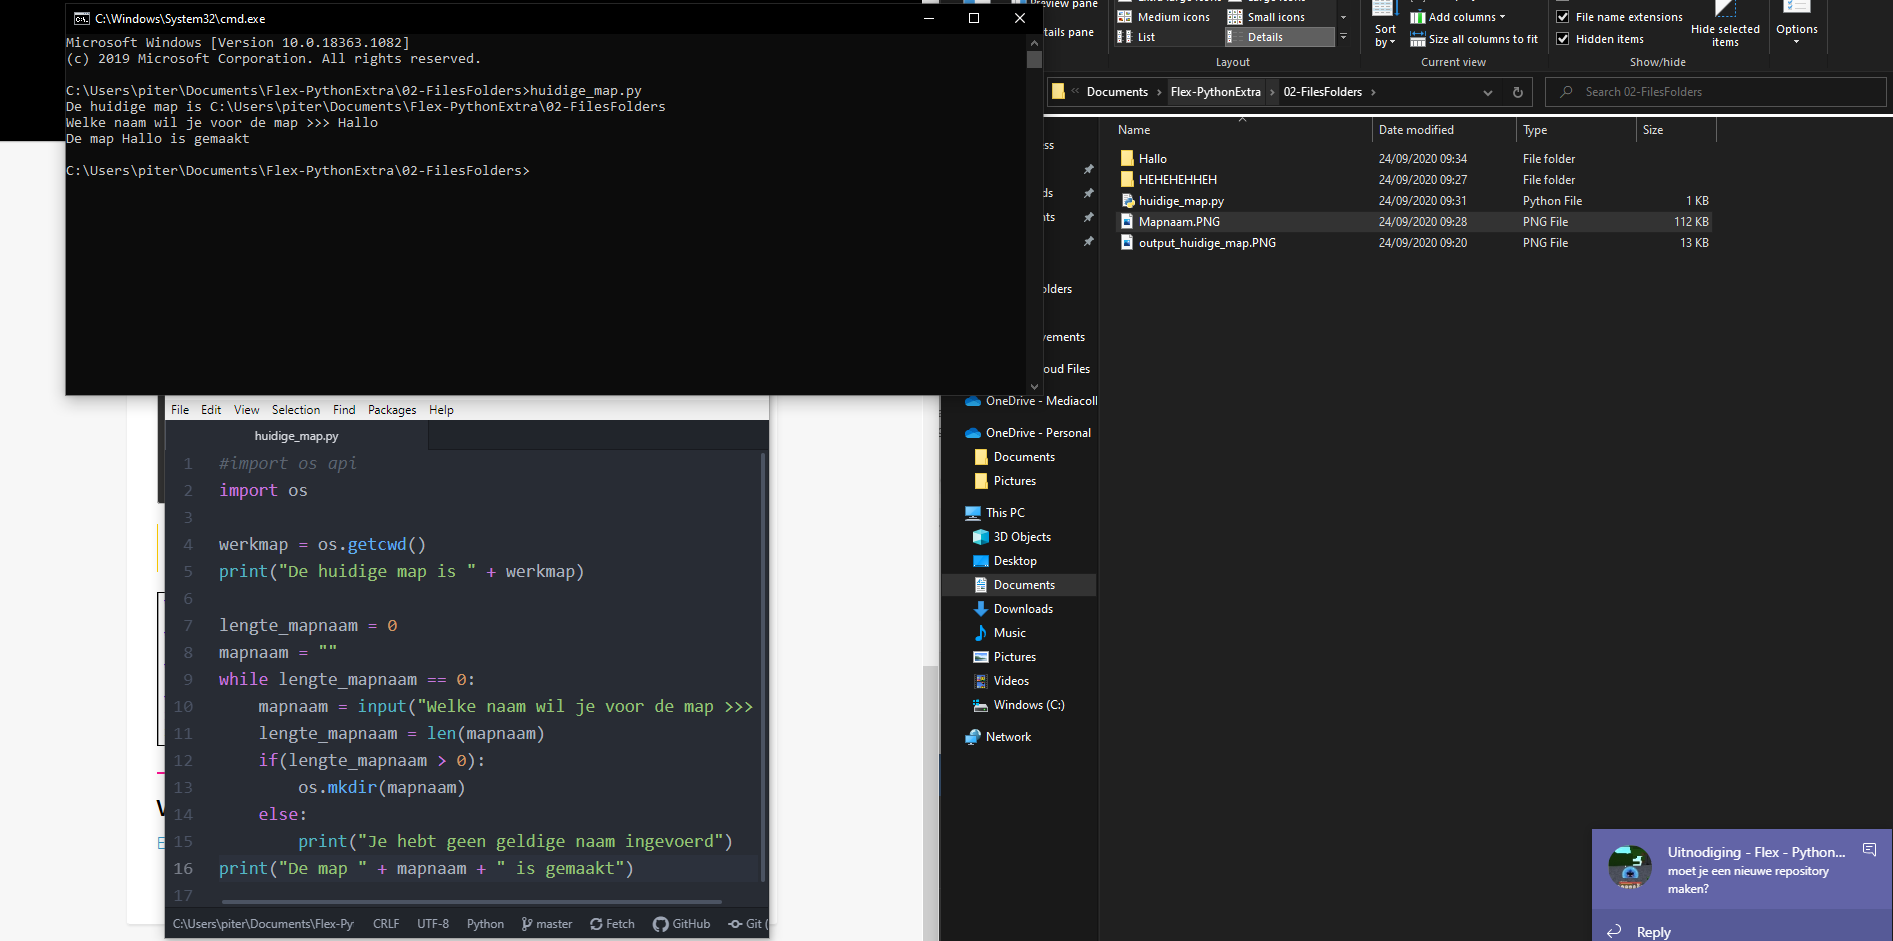 C:\Windows\System32\cmd.exe
Microsoft Windows [Version 10.0.18363.1082]
(c) 2019 Microsoft Corporation. All rights reserved.
C:\Users\piter\Documents\Flex-PythonExtra\02-FilesFolders>huidige_map.py
De huidige map is C:\Users\piter\Documents\Flex-PythonExtra\02-FilesFolders
Welke naam wil je voor de map >>> Hallo
De map Hallo is gemaakt
C:\Users\piter\Documents\Flex-PythonExtra\02-FilesFolders>
File Edit View Selection Find Packages Help
huidige_map.py
1 #import os api
2 import os
3
4 werkmap = os.getcwd()
5 print("De huidige map is " + werkmap)
6
7 lengte_mapnaam = 0
8 mapnaam = ""
9 while lengte_mapnaam == 0:
10 mapnaam = input("Welke naam wil je voor de map >>>
11 lengte_mapnaam = len(mapnaam)
12 if(lengte_mapnaam > 0):
13 os.mkdir(mapnaam)
14 else:
15 print("Je hebt geen geldige naam ingevoerd")
16 print("De map " + mapnaam + " is gemaakt")
17
C:\Users\piter\Documents\Flex-Py CRLF UTF-8 Python master Fetch GitHub Git (
Preview pane
tails pane
Medium icons Small icons
List Details
Layout
Sort by
Add columns
Size all columns to fit
Current view
File name extensions
Hidden items
Hide selected items
Show/hide
Options
« Documents > Flex-PythonExtra > 02-FilesFolders >
Search 02-FilesFolders
Name Date modified Type Size
Hallo 24/09/2020 09:34 File folder
HEHEHEHHEH 24/09/2020 09:27 File folder
huidige_map.py 24/09/2020 09:31 Python File 1 KB
Mapnaam.PNG 24/09/2020 09:28 PNG File 112 KB
output_huidige_map.PNG 24/09/2020 09:20 PNG File 13 KB
ss
ds
nts
olders
vements
oud Files
OneDrive - Mediacoll
OneDrive - Personal
Documents
Pictures
This PC
3D Objects
Desktop
Documents
Downloads
Music
Pictures
Videos
Windows (C:)
Network
Uitnodiging - Flex - Python...
moet je een nieuwe repository
maken?
Reply